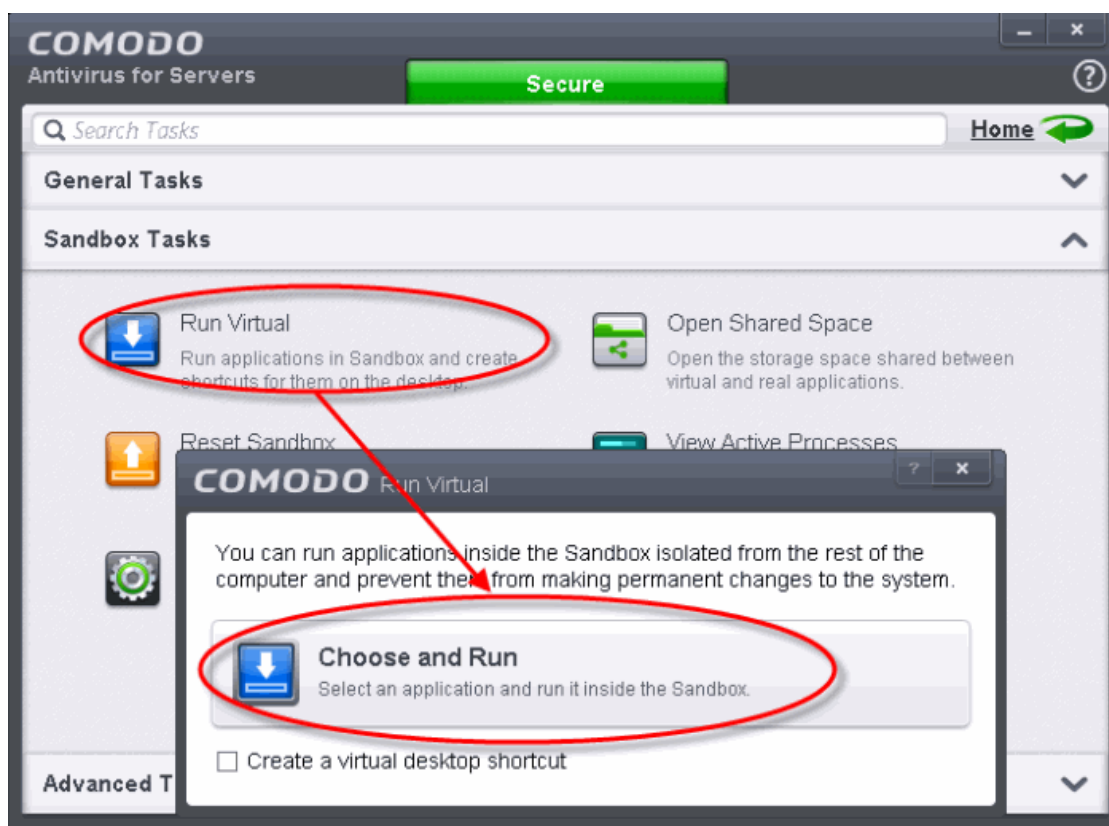 COMODO
Antivirus for Servers
Secure
?
Search Tasks
Home
General Tasks
Sandbox Tasks
Run Virtual
Run applications in Sandbox and create
shortcuts for them on the desktop.
Open Shared Space
Open the storage space shared between
virtual and real applications.
Reset Sandbox
View Active Processes
COMODO Run Virtual
?
You can run applications inside the Sandbox isolated from the rest of the
computer and prevent them from making permanent changes to the system.
Choose and Run
Select an application and run it inside the Sandbox.
Create a virtual desktop shortcut
Advanced T